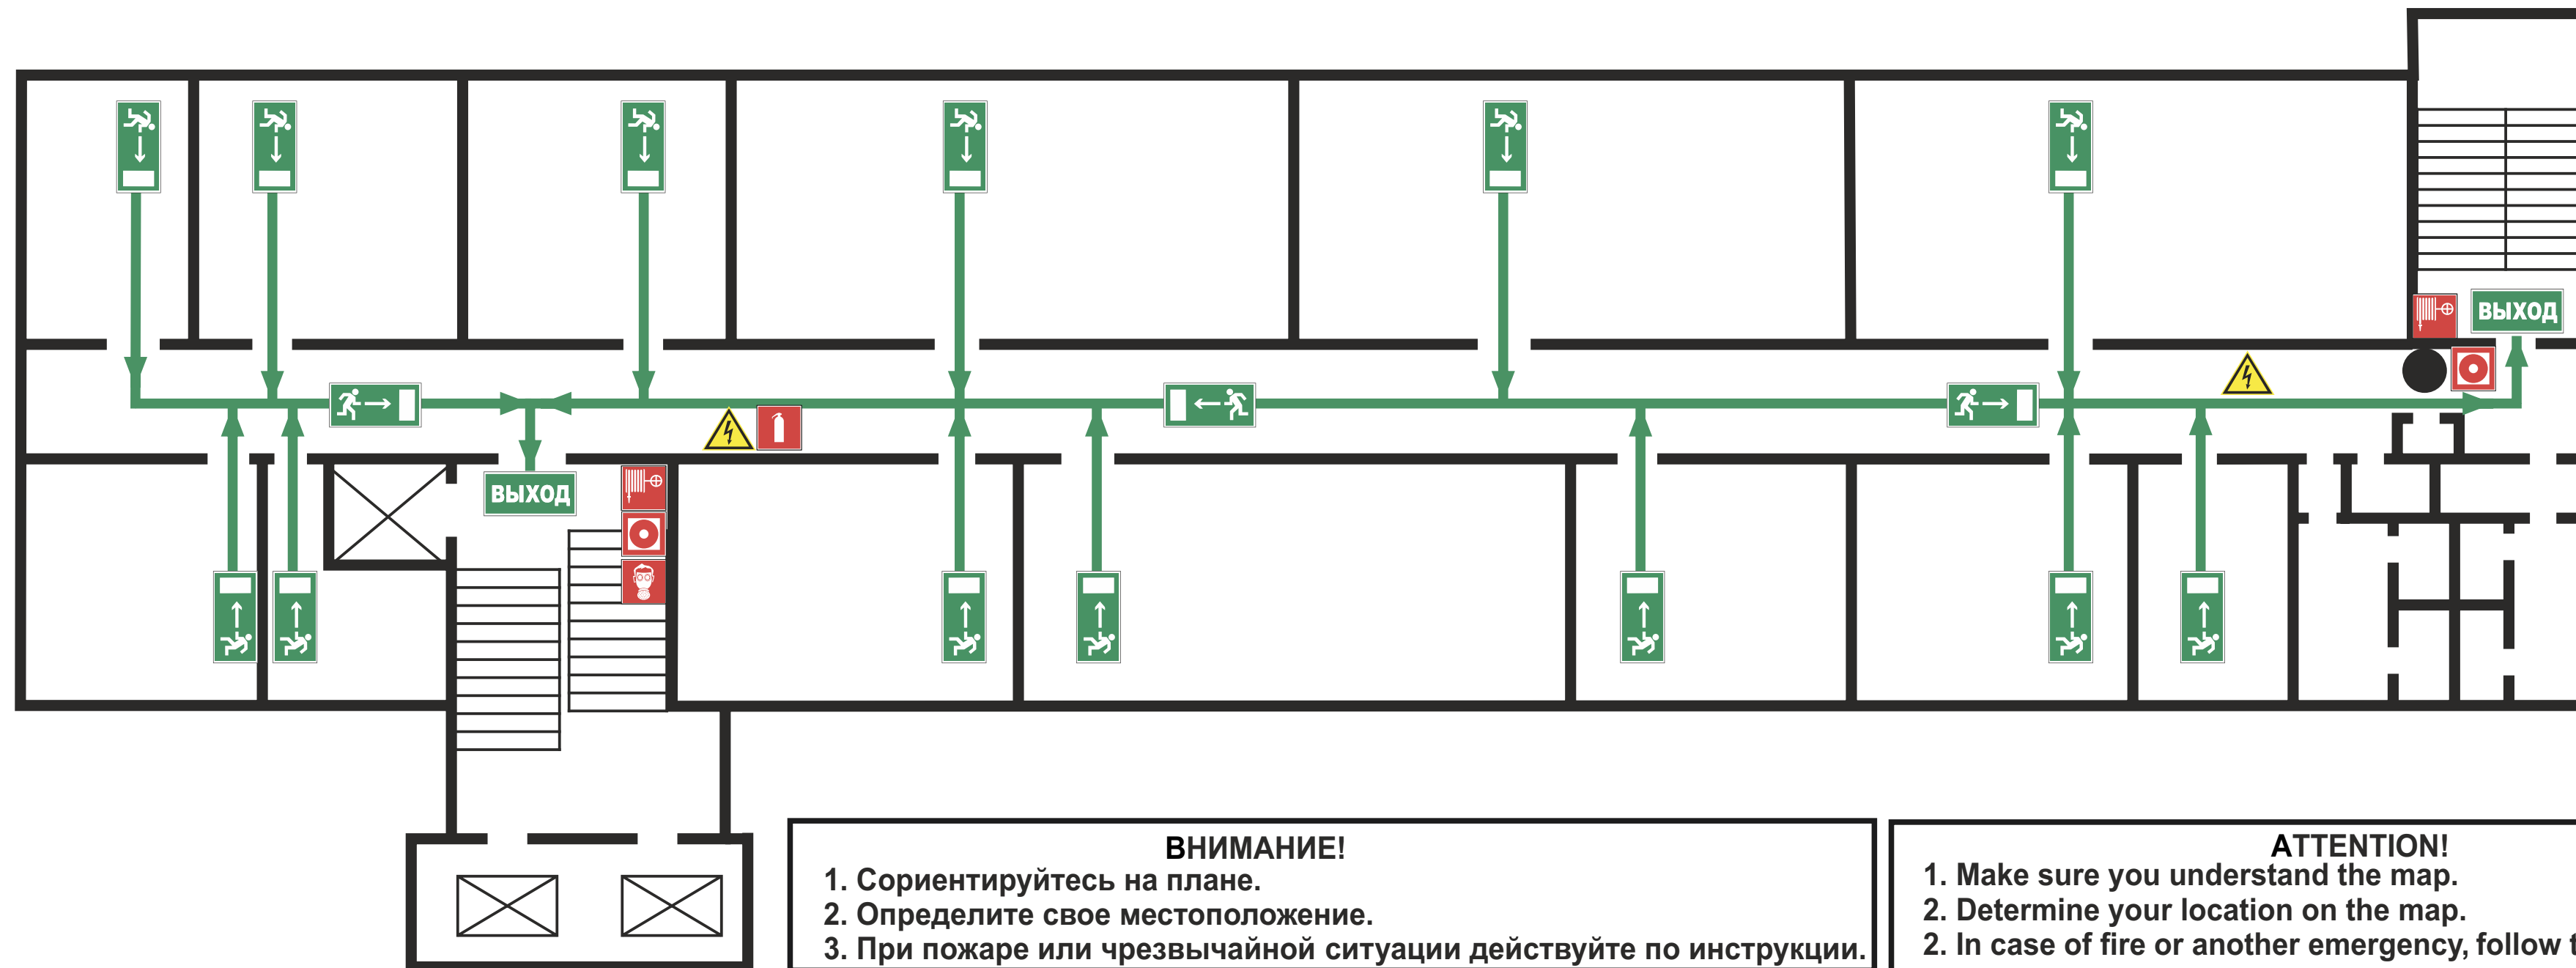 ВЫХОД
ВЫХОД
ВНИМАНИЕ!
1. Сориентируйтесь на плане.
2. Определите свое местоположение.
3. При пожаре или чрезвычайной ситуации действуйте по инструкции.
ATTENTION!
1. Make sure you understand the map.
2. Determine your location on the map.
2. In case of fire or another emergency, follow